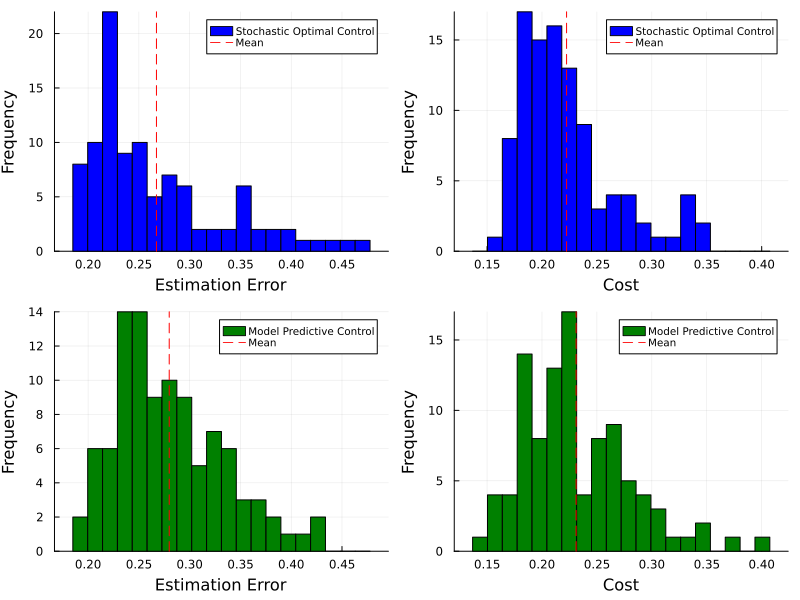 Stochastic Optimal Control
Mean
Frequency
20
15
10
5
0
0.20 0.25 0.30 0.35 0.40 0.45
Estimation Error
Stochastic Optimal Control
Mean
Frequency
15
10
5
0
0.15 0.20 0.25 0.30 0.35 0.40
Cost
Model Predictive Control
Mean
Frequency
14
12
10
8
6
4
2
0
0.20 0.25 0.30 0.35 0.40 0.45
Estimation Error
Model Predictive Control
Mean
Frequency
15
10
5
0
0.15 0.20 0.25 0.30 0.35 0.40
Cost